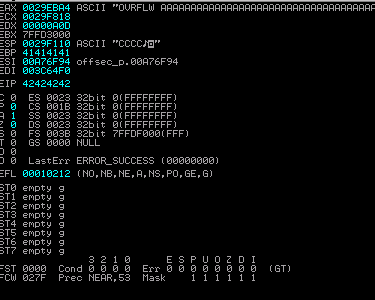 EAX 0029EBA4 ASCII "OVRFLW AAAAAAAAAAAAAAAAAAAAAAAAAAAAAAA
ECX 0029F818
EDX 00000A0D
EBX 7FFD3000
ESP 0029F110 ASCII "CCCC♪◘"
EBP 41414141
ESI 00A76F94 offsec_p.00A76F94
EDI 003C64F0
EIP 42424242
C 0 ES 0023 32bit 0(FFFFFFFF)
P 0 CS 001B 32bit 0(FFFFFFFF)
A 1 SS 0023 32bit 0(FFFFFFFF)
Z 0 DS 0023 32bit 0(FFFFFFFF)
S 0 FS 003B 32bit 7FFDF000(FFF)
T 0 GS 0000 NULL
D 0
O 0 LastErr ERROR_SUCCESS (00000000)
EFL 00010212 (NO,NB,NE,A,NS,PO,GE,G)
ST0 empty g
ST1 empty g
ST2 empty g
ST3 empty g
ST4 empty g
ST5 empty g
ST6 empty g
ST7 empty g
3 2 1 0 E S P U O Z D I
FST 0000 Cond 0 0 0 0 Err 0 0 0 0 0 0 0 0 (GT)
FCW 027F Prec NEAR,53 Mask 1 1 1 1 1 1